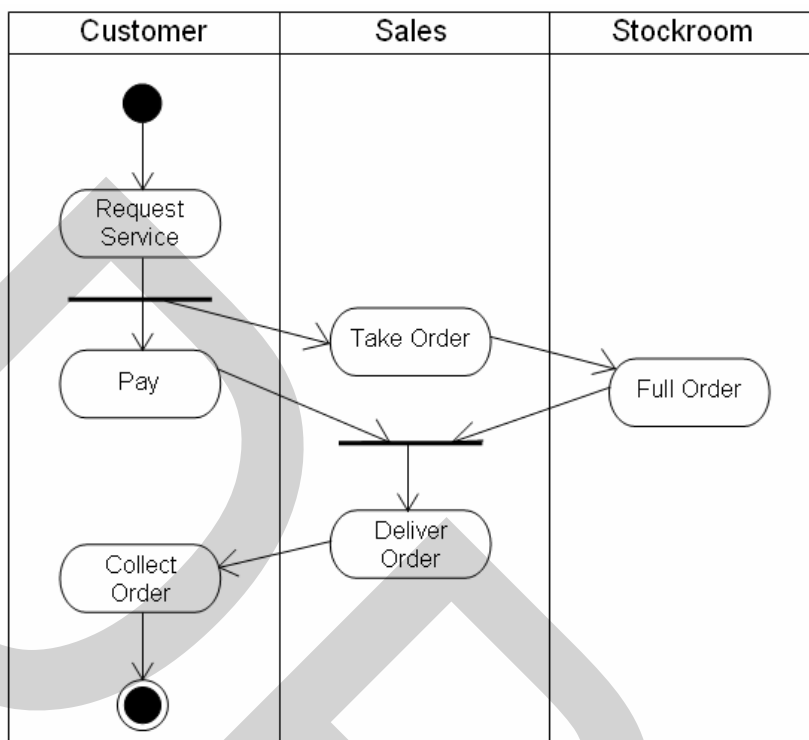 Customer
Sales
Stockroom
Request
Service
Take Order
Pay
Full Order
Deliver
Order
Collect
Order